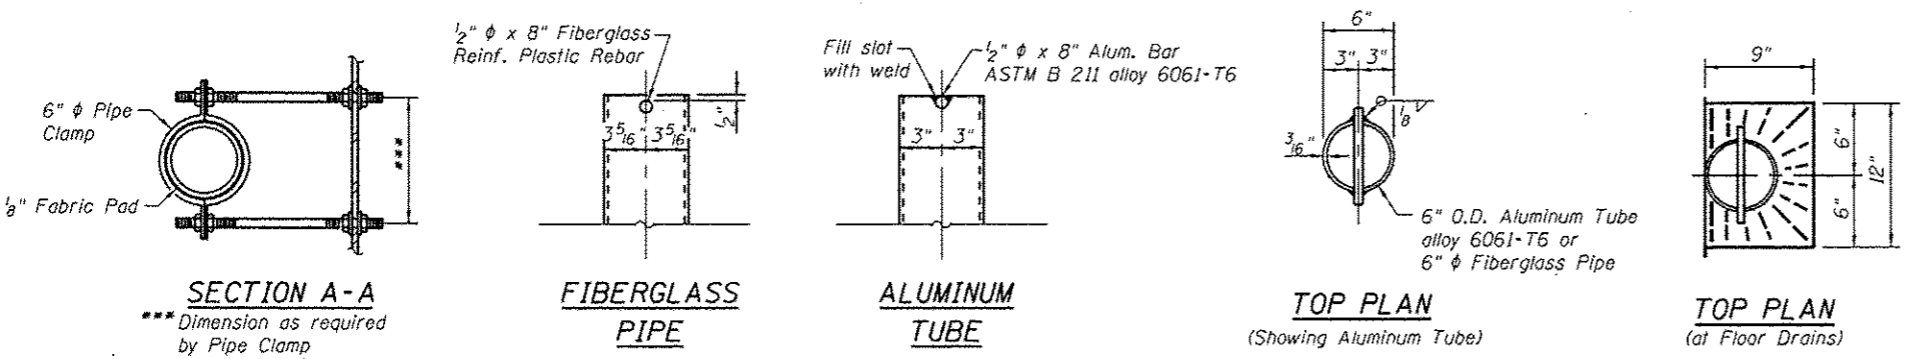 6" ϕ Pipe
Clamp
1/8" Fabric Pad
***
SECTION A-A
*** Dimension as required
by Pipe Clamp
1/2" ϕ x 8" Fiberglass
Reinf. Plastic Rebar
1/2"
3 5/16" 3 5/16"
FIBERGLASS
PIPE
Fill slot
with weld
1/2" ϕ x 8" Alum. Bar
ASTM B 211 alloy 6061-T6
3" 3"
ALUMINUM
TUBE
6"
3" 3"
1/8
3/16"
6" O.D. Aluminum Tube
alloy 6061-T6 or
6" ϕ Fiberglass Pipe
TOP PLAN
(Showing Aluminum Tube)
9"
6"
6"
12"
TOP PLAN
(at Floor Drains)